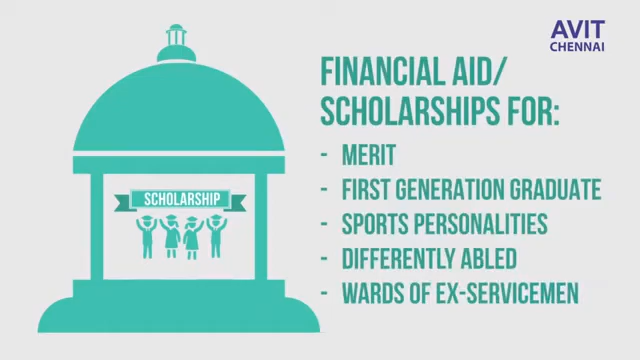 AVIT
CHENNAI
FINANCIAL AID/
SCHOLARSHIPS FOR:
- MERIT
- FIRST GENERATION GRADUATE
- SPORTS PERSONALITIES
- DIFFERENTLY ABLED
- WARDS OF EX-SERVICEMEN
SCHOLARSHIP